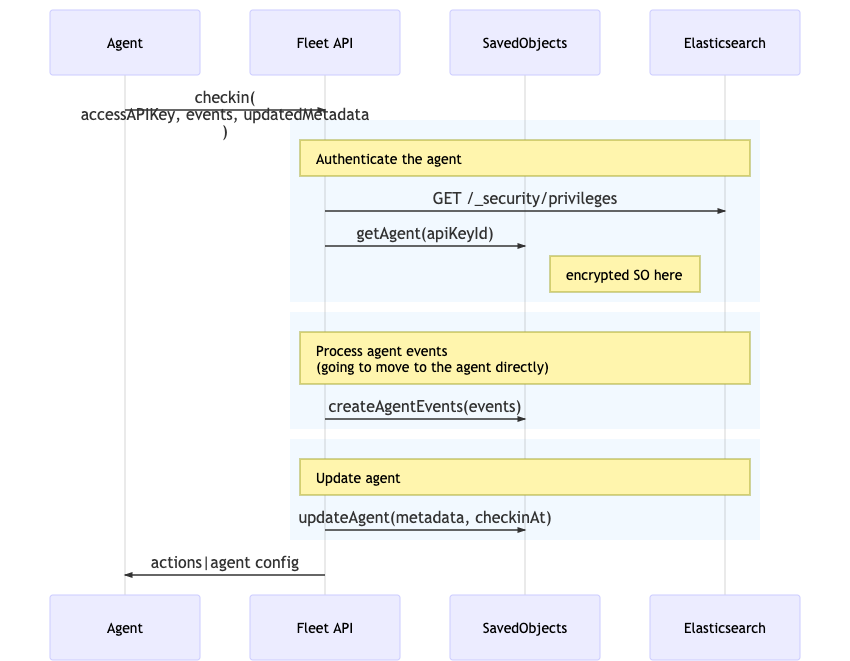 Agent
Fleet API
SavedObjects
Elasticsearch
checkin(
accessAPIKey, events, updatedMetadata
)
Authenticate the agent
GET /_security/privileges
getAgent(apiKeyId)
encrypted SO here
Process agent events
(going to move to the agent directly)
createAgentEvents(events)
Update agent
updateAgent(metadata, checkinAt)
actions|agent config
Agent
Fleet API
SavedObjects
Elasticsearch